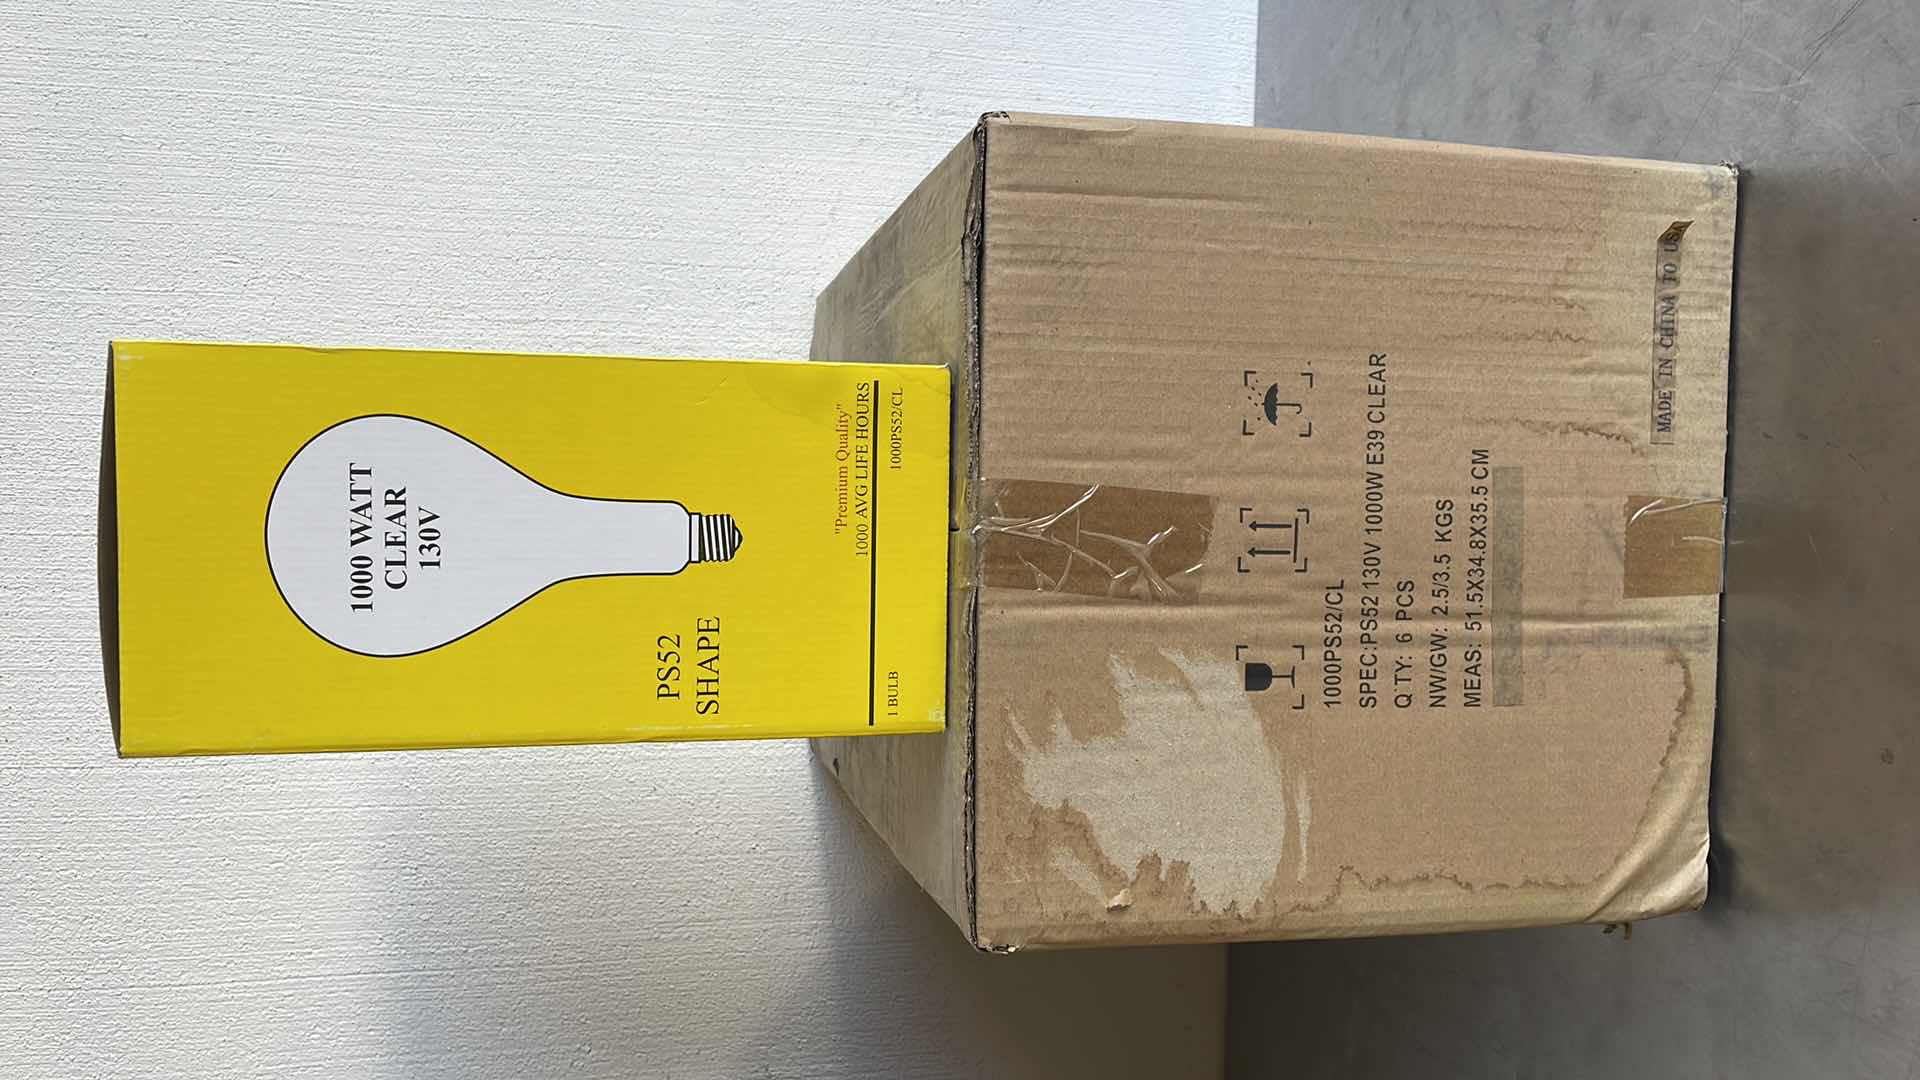 1000 WATT
CLEAR
130V
PS52
SHAPE
"Premium Quality"
1000 AVG LIFE HOURS
1 BULB
1000PS52/CL
1000PS52/CL
SPEC:PS52 130V 1000W E39 CLEAR
Q'TY: 6 PCS
NW/GW: 2.5/3.5 KGS
MEAS: 51.5X34.8X35.5 CM
MADE IN CHINA TO USA